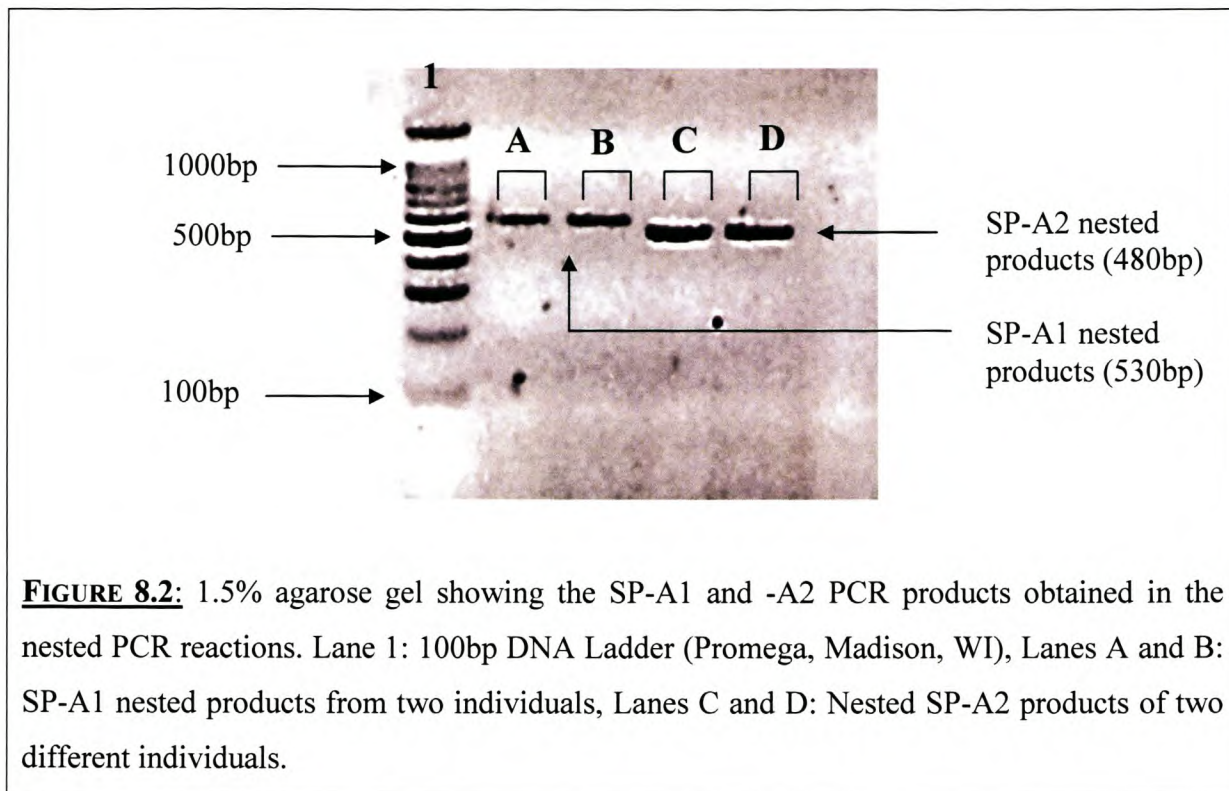 1
A B C D
1000bp
500bp
100bp
SP-A2 nested
products (480bp)
SP-A1 nested
products (530bp)
FIGURE 8.2: 1.5% agarose gel showing the SP-A1 and -A2 PCR products obtained in the
nested PCR reactions. Lane 1: 100bp DNA Ladder (Promega, Madison, WI), Lanes A and B:
SP-A1 nested products from two individuals, Lanes C and D: Nested SP-A2 products of two
different individuals.